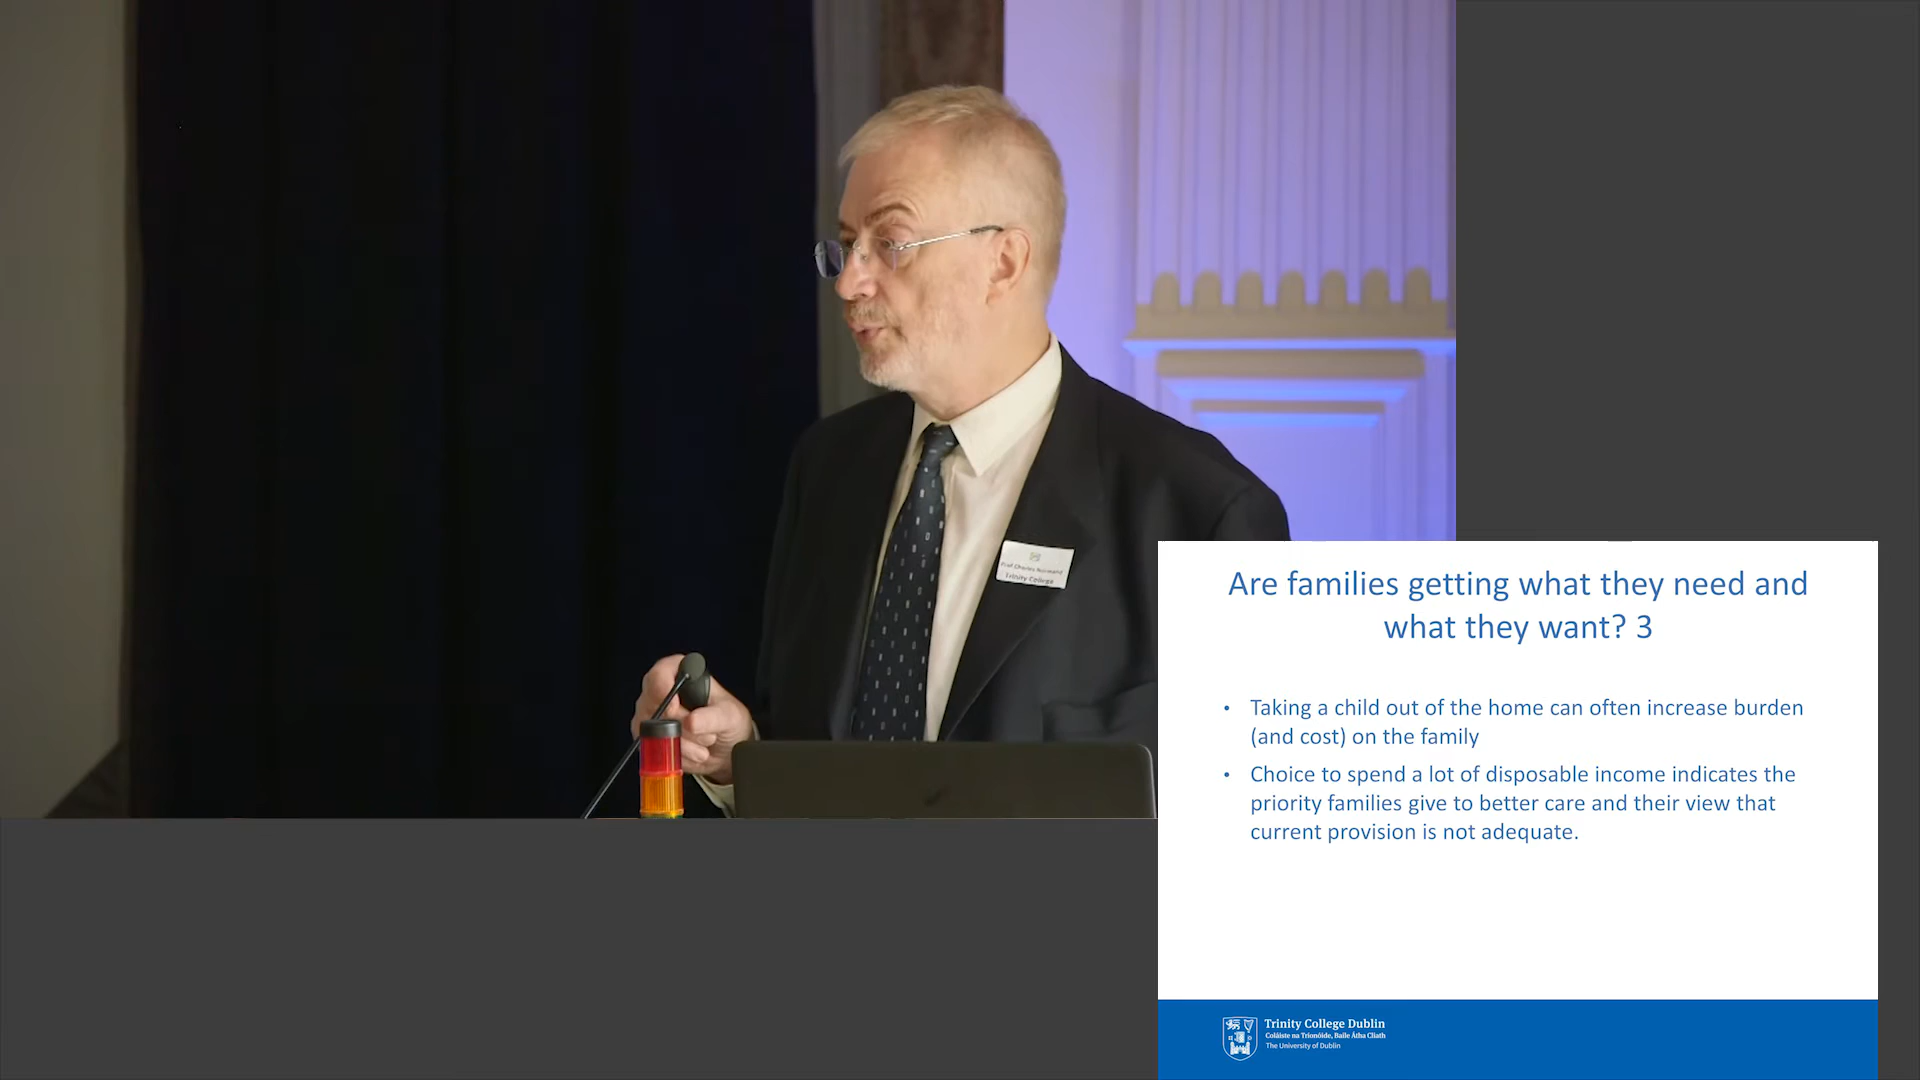 Prof Charles Normand
Trinity College
Are families getting what they need and
what they want? 3
• Taking a child out of the home can often increase burden
(and cost) on the family
• Choice to spend a lot of disposable income indicates the
priority families give to better care and their view that
current provision is not adequate.
Trinity College Dublin
Coláiste na Tríonóide, Baile Átha Cliath
The University of Dublin